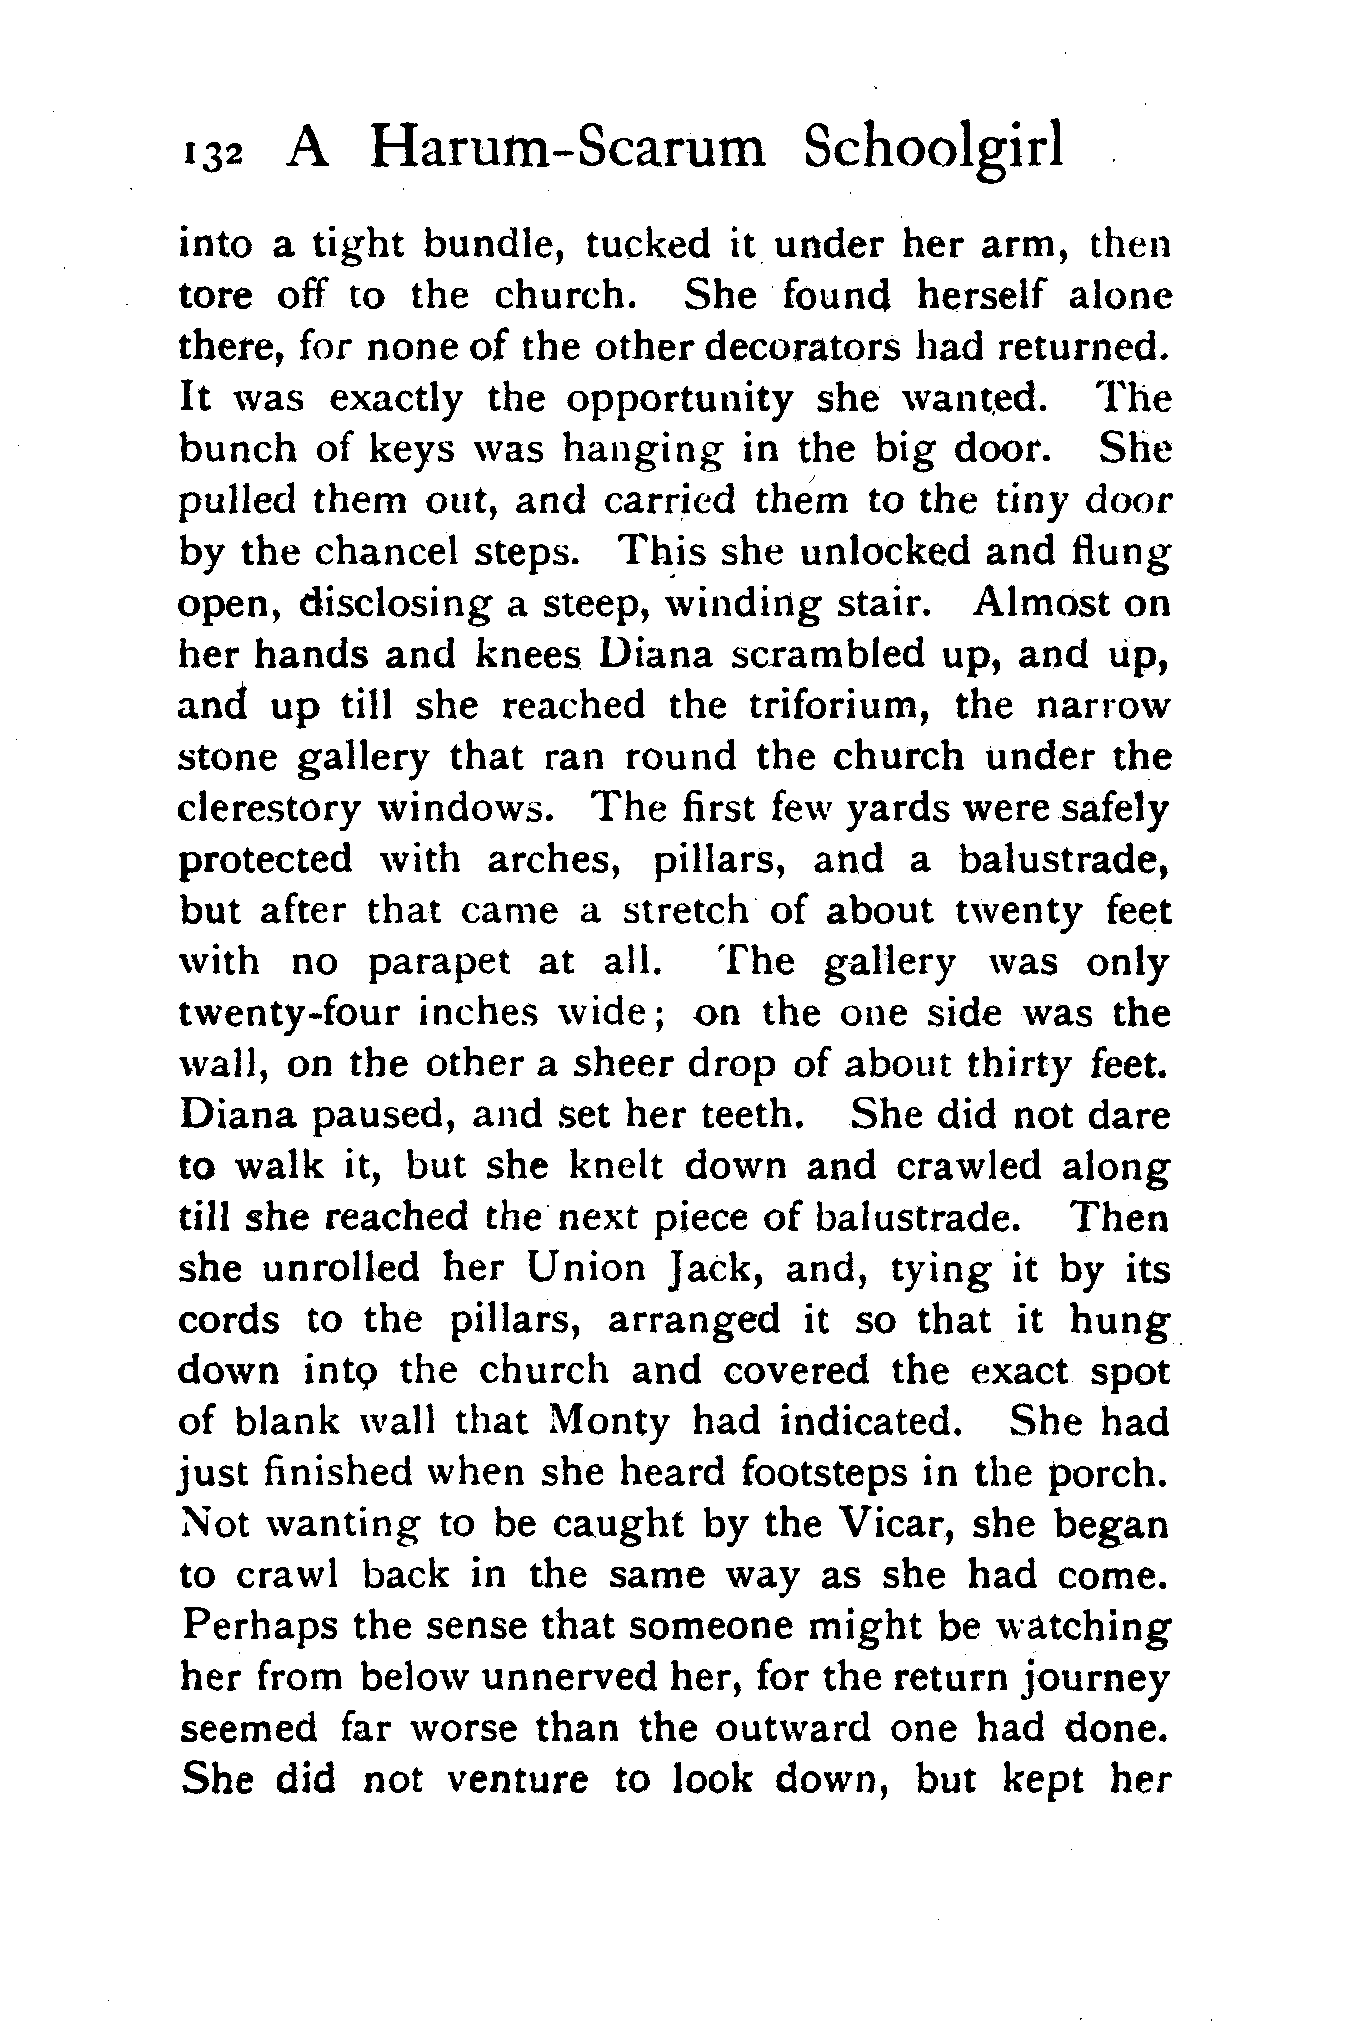 132 A Harum-Scarum Schoolgirl
into a tight bundle, tucked it under her arm, then
tore off to the church. She found herself alone
there, for none of the other decorators had returned.
It was exactly the opportunity she wanted. The
bunch of keys was hanging in the big door. She
pulled them out, and carried them to the tiny door
by the chancel steps. This she unlocked and flung
open, disclosing a steep, winding stair. Almost on
her hands and knees Diana scrambled up, and up,
and up till she reached the triforium, the narrow
stone gallery that ran round the church under the
clerestory windows. The first few yards were safely
protected with arches, pillars, and a balustrade,
but after that came a stretch of about twenty feet
with no parapet at all. The gallery was only
twenty-four inches wide; on the one side was the
wall, on the other a sheer drop of about thirty feet.
Diana paused, and set her teeth. She did not dare
to walk it, but she knelt down and crawled along
till she reached the next piece of balustrade. Then
she unrolled her Union Jack, and, tying it by its
cords to the pillars, arranged it so that it hung
down into the church and covered the exact spot
of blank wall that Monty had indicated. She had
just finished when she heard footsteps in the porch.
Not wanting to be caught by the Vicar, she began
to crawl back in the same way as she had come.
Perhaps the sense that someone might be watching
her from below unnerved her, for the return journey
seemed far worse than the outward one had done.
She did not venture to look down, but kept her